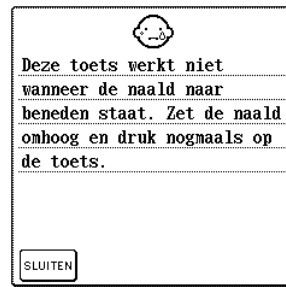 Deze toets werkt niet
wanneer de naald naar
beneden staat. Zet de naald
omhoog en druk nogmaals op
de toets.
SLUITEN